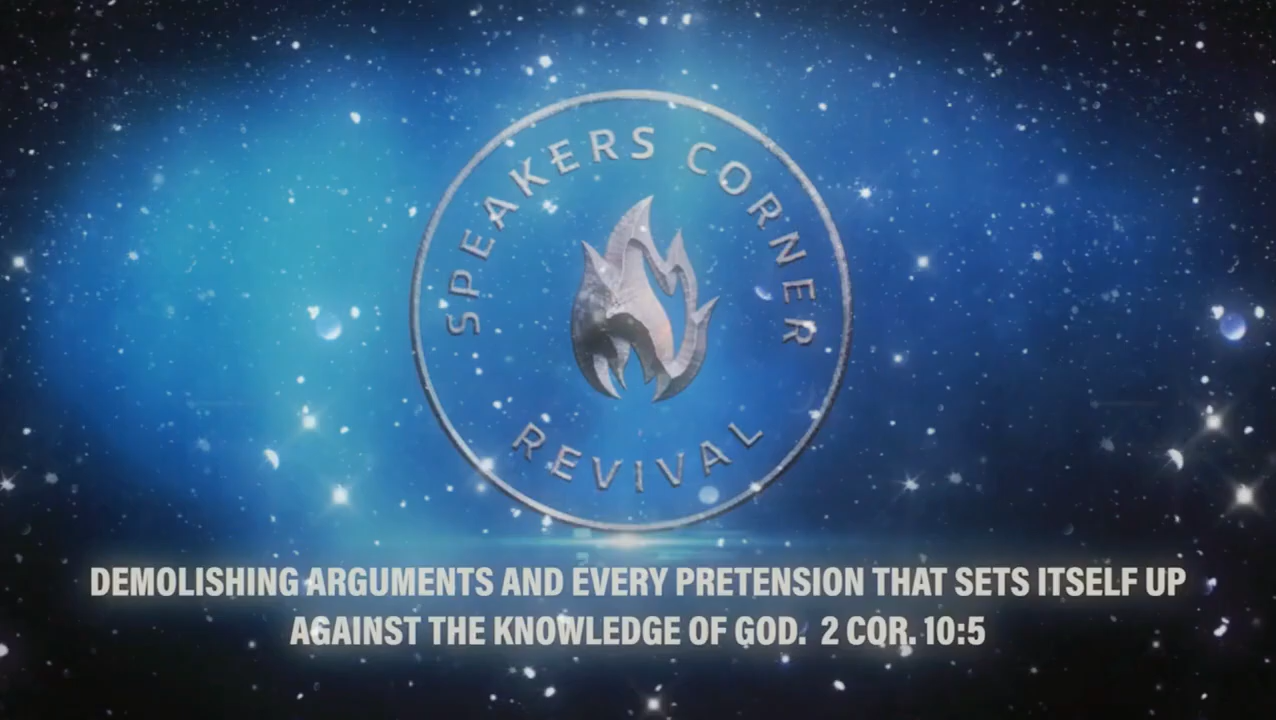 SPEAKERS CORNER
REVIVAL
DEMOLISHING ARGUMENTS AND EVERY PRETENSION THAT SETS ITSELF UP
AGAINST THE KNOWLEDGE OF GOD. 2 COR. 10:5